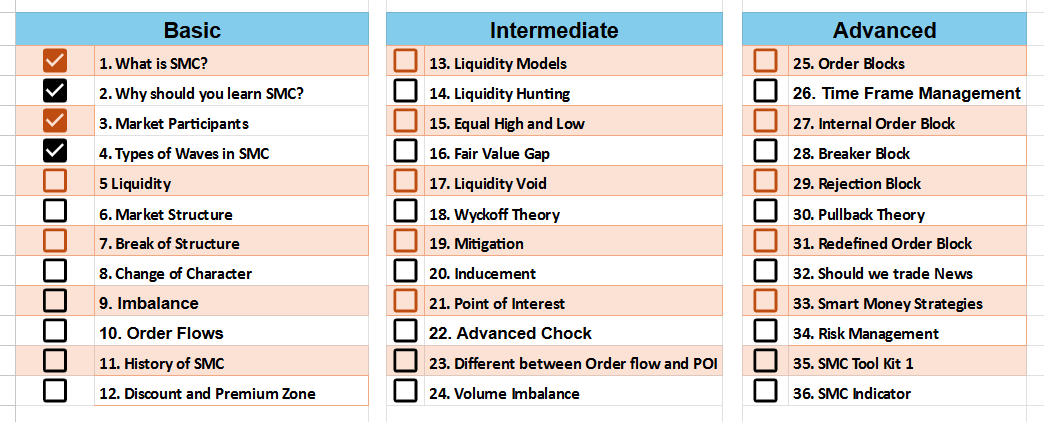 Basic
1. What is SMC?
2. Why should you learn SMC?
3. Market Participants
4. Types of Waves in SMC
5 Liquidity
6. Market Structure
7. Break of Structure
8. Change of Character
9. Imbalance
10. Order Flows
11. History of SMC
12. Discount and Premium Zone
Intermediate
13. Liquidity Models
14. Liquidity Hunting
15. Equal High and Low
16. Fair Value Gap
17. Liquidity Void
18. Wyckoff Theory
19. Mitigation
20. Inducement
21. Point of Interest
22. Advanced Chock
23. Different between Order flow and POI
24. Volume Imbalance
Advanced
25. Order Blocks
26. Time Frame Management
27. Internal Order Block
28. Breaker Block
29. Rejection Block
30. Pullback Theory
31. Redefined Order Block
32. Should we trade News
33. Smart Money Strategies
34. Risk Management
35. SMC Tool Kit 1
36. SMC Indicator